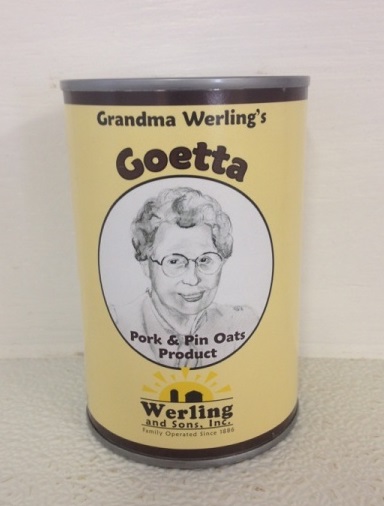 Grandma Werling's
Goetta
Pork & Pin Oats
Product
Werling
and Sons, Inc.
Family Operated Since 1886